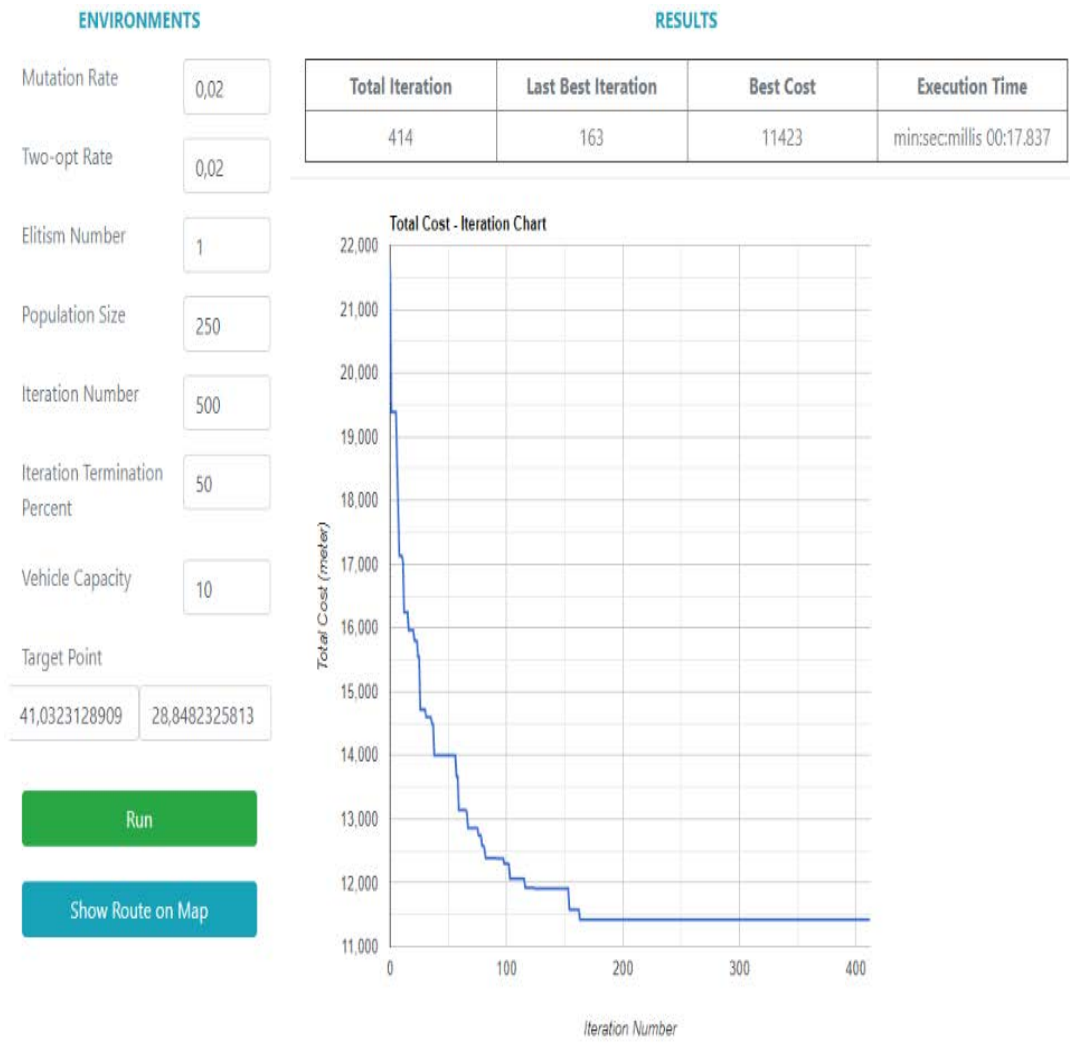 ENVIRONMENTS
Mutation Rate
0,02
Two-opt Rate
0,02
Elitism Number
1
Population Size
250
Iteration Number
500
Iteration Termination
Percent
50
Vehicle Capacity
10
Target Point
41,0323128909 28,8482325813
Run
Show Route on Map
RESULTS
Total Iteration Last Best Iteration Best Cost Execution Time
414 163 11423 min:sec:millis 00:17.837
Total Cost - Iteration Chart
22,000
21,000
20,000
19,000
18,000
17,000
16,000
15,000
14,000
13,000
12,000
11,000
Total Cost (meter)
0 100 200 300 400
Iteration Number